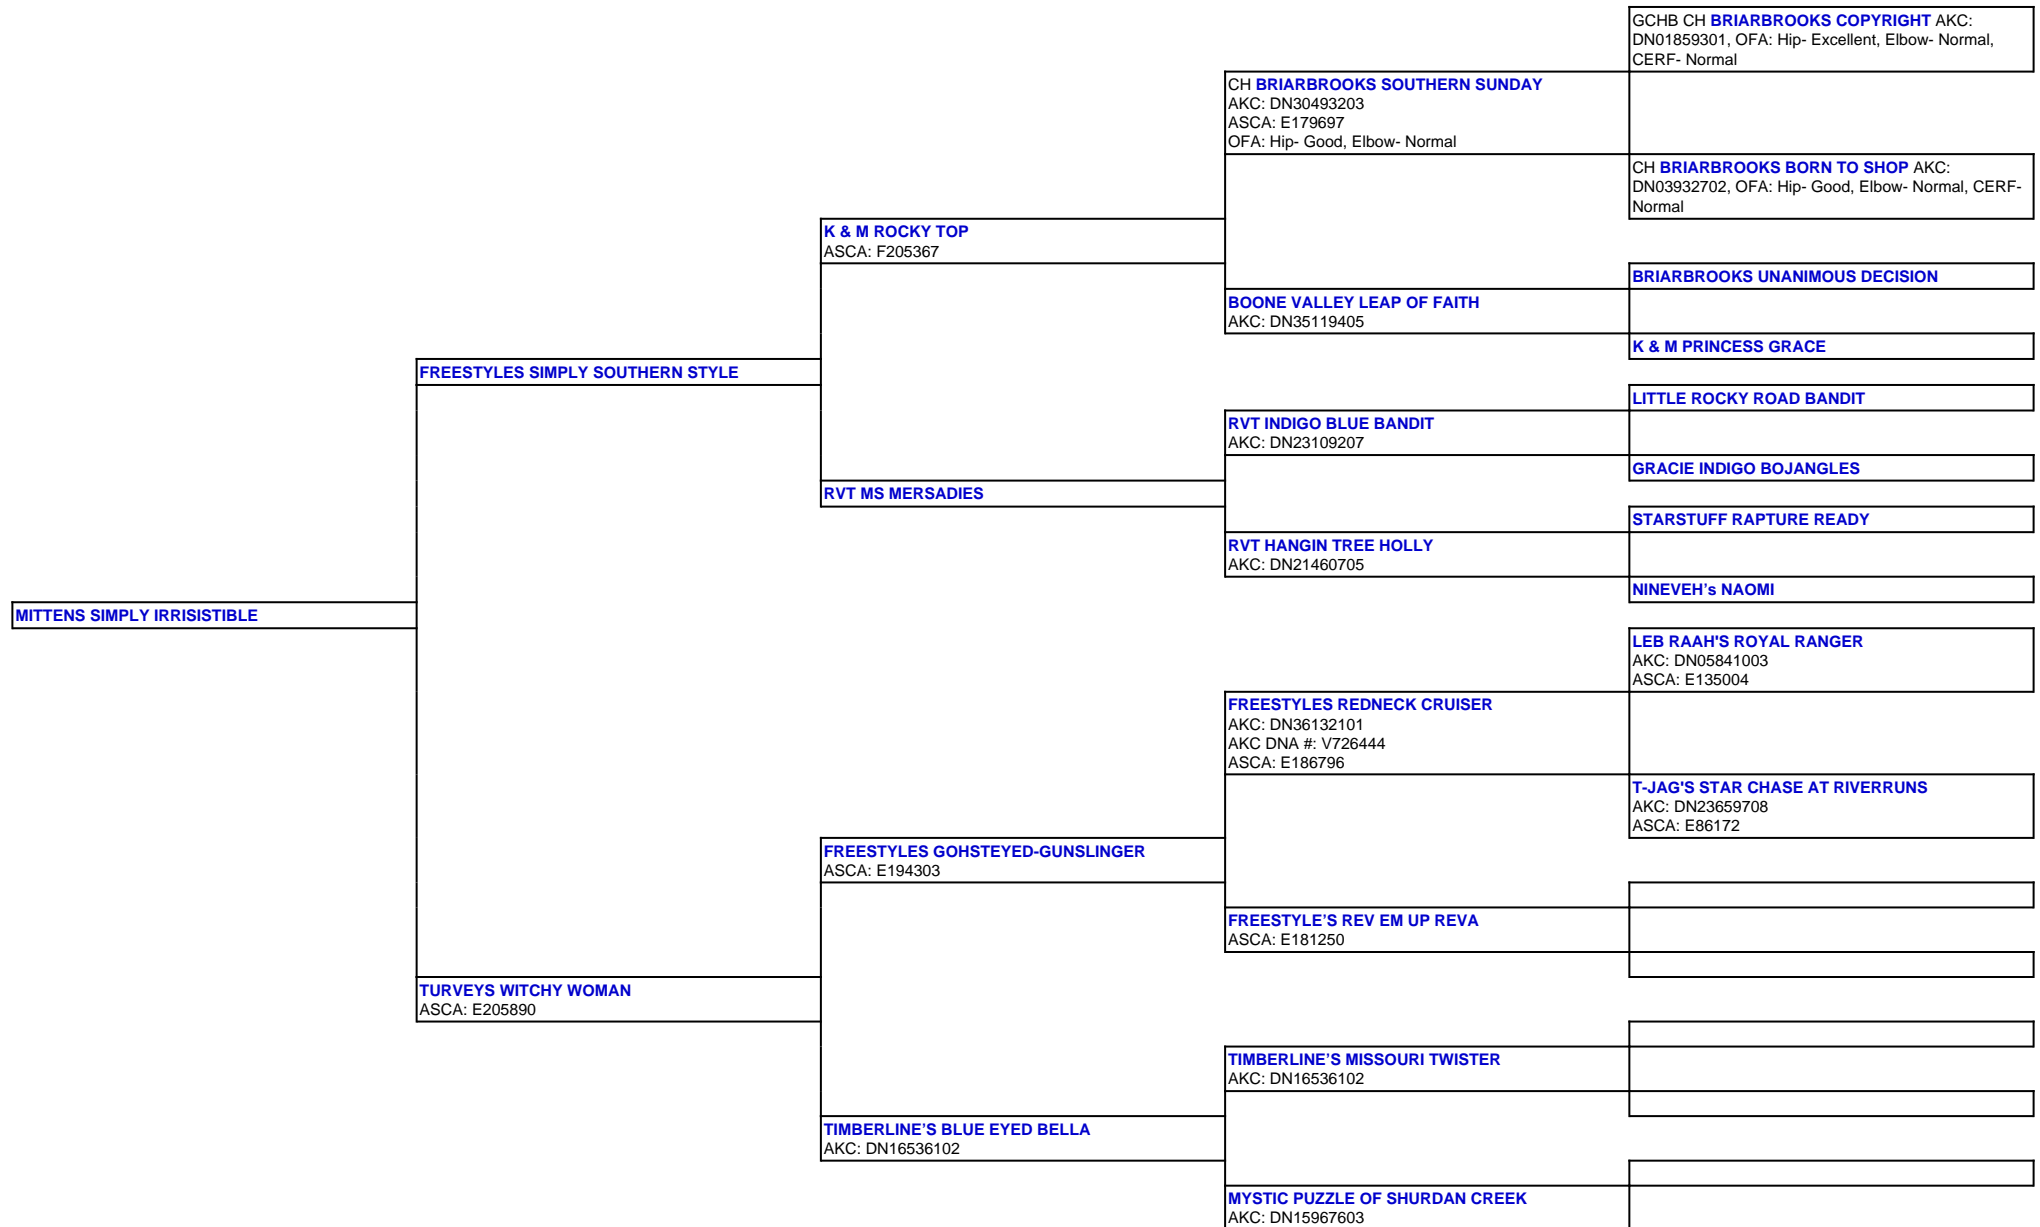 MITTENS SIMPLY IRRISISTIBLE
FREESTYLES SIMPLY SOUTHERN STYLE
TURVEYS WITCHY WOMAN
ASCA: E205890
K & M ROCKY TOP
ASCA: F205367
RVT MS MERSADIES
FREESTYLES GOHSTEYED-GUNSLINGER
ASCA: E194303
TIMBERLINE’S BLUE EYED BELLA
AKC: DN16536102
CH BRIARBROOKS SOUTHERN SUNDAY
AKC: DN30493203
ASCA: E179697
OFA: Hip- Good, Elbow- Normal
BOONE VALLEY LEAP OF FAITH
AKC: DN35119405
RVT INDIGO BLUE BANDIT
AKC: DN23109207
RVT HANGIN TREE HOLLY
AKC: DN21460705
FREESTYLES REDNECK CRUISER
AKC: DN36132101
AKC DNA #: V726444
ASCA: E186796
FREESTYLE’S REV EM UP REVA
ASCA: E181250
TIMBERLINE’S MISSOURI TWISTER
AKC: DN16536102
MYSTIC PUZZLE OF SHURDAN CREEK
AKC: DN15967603
GCHB CH BRIARBROOKS COPYRIGHT AKC:
DN01859301, OFA: Hip- Excellent, Elbow- Normal,
CERF- Normal
CH BRIARBROOKS BORN TO SHOP AKC:
DN03932702, OFA: Hip- Good, Elbow- Normal, CERF-
Normal
BRIARBROOKS UNANIMOUS DECISION
K & M PRINCESS GRACE
LITTLE ROCKY ROAD BANDIT
GRACIE INDIGO BOJANGLES
STARSTUFF RAPTURE READY
NINEVEH's NAOMI
LEB RAAH'S ROYAL RANGER
AKC: DN05841003
ASCA: E135004
T-JAG'S STAR CHASE AT RIVERRUNS
AKC: DN23659708
ASCA: E86172